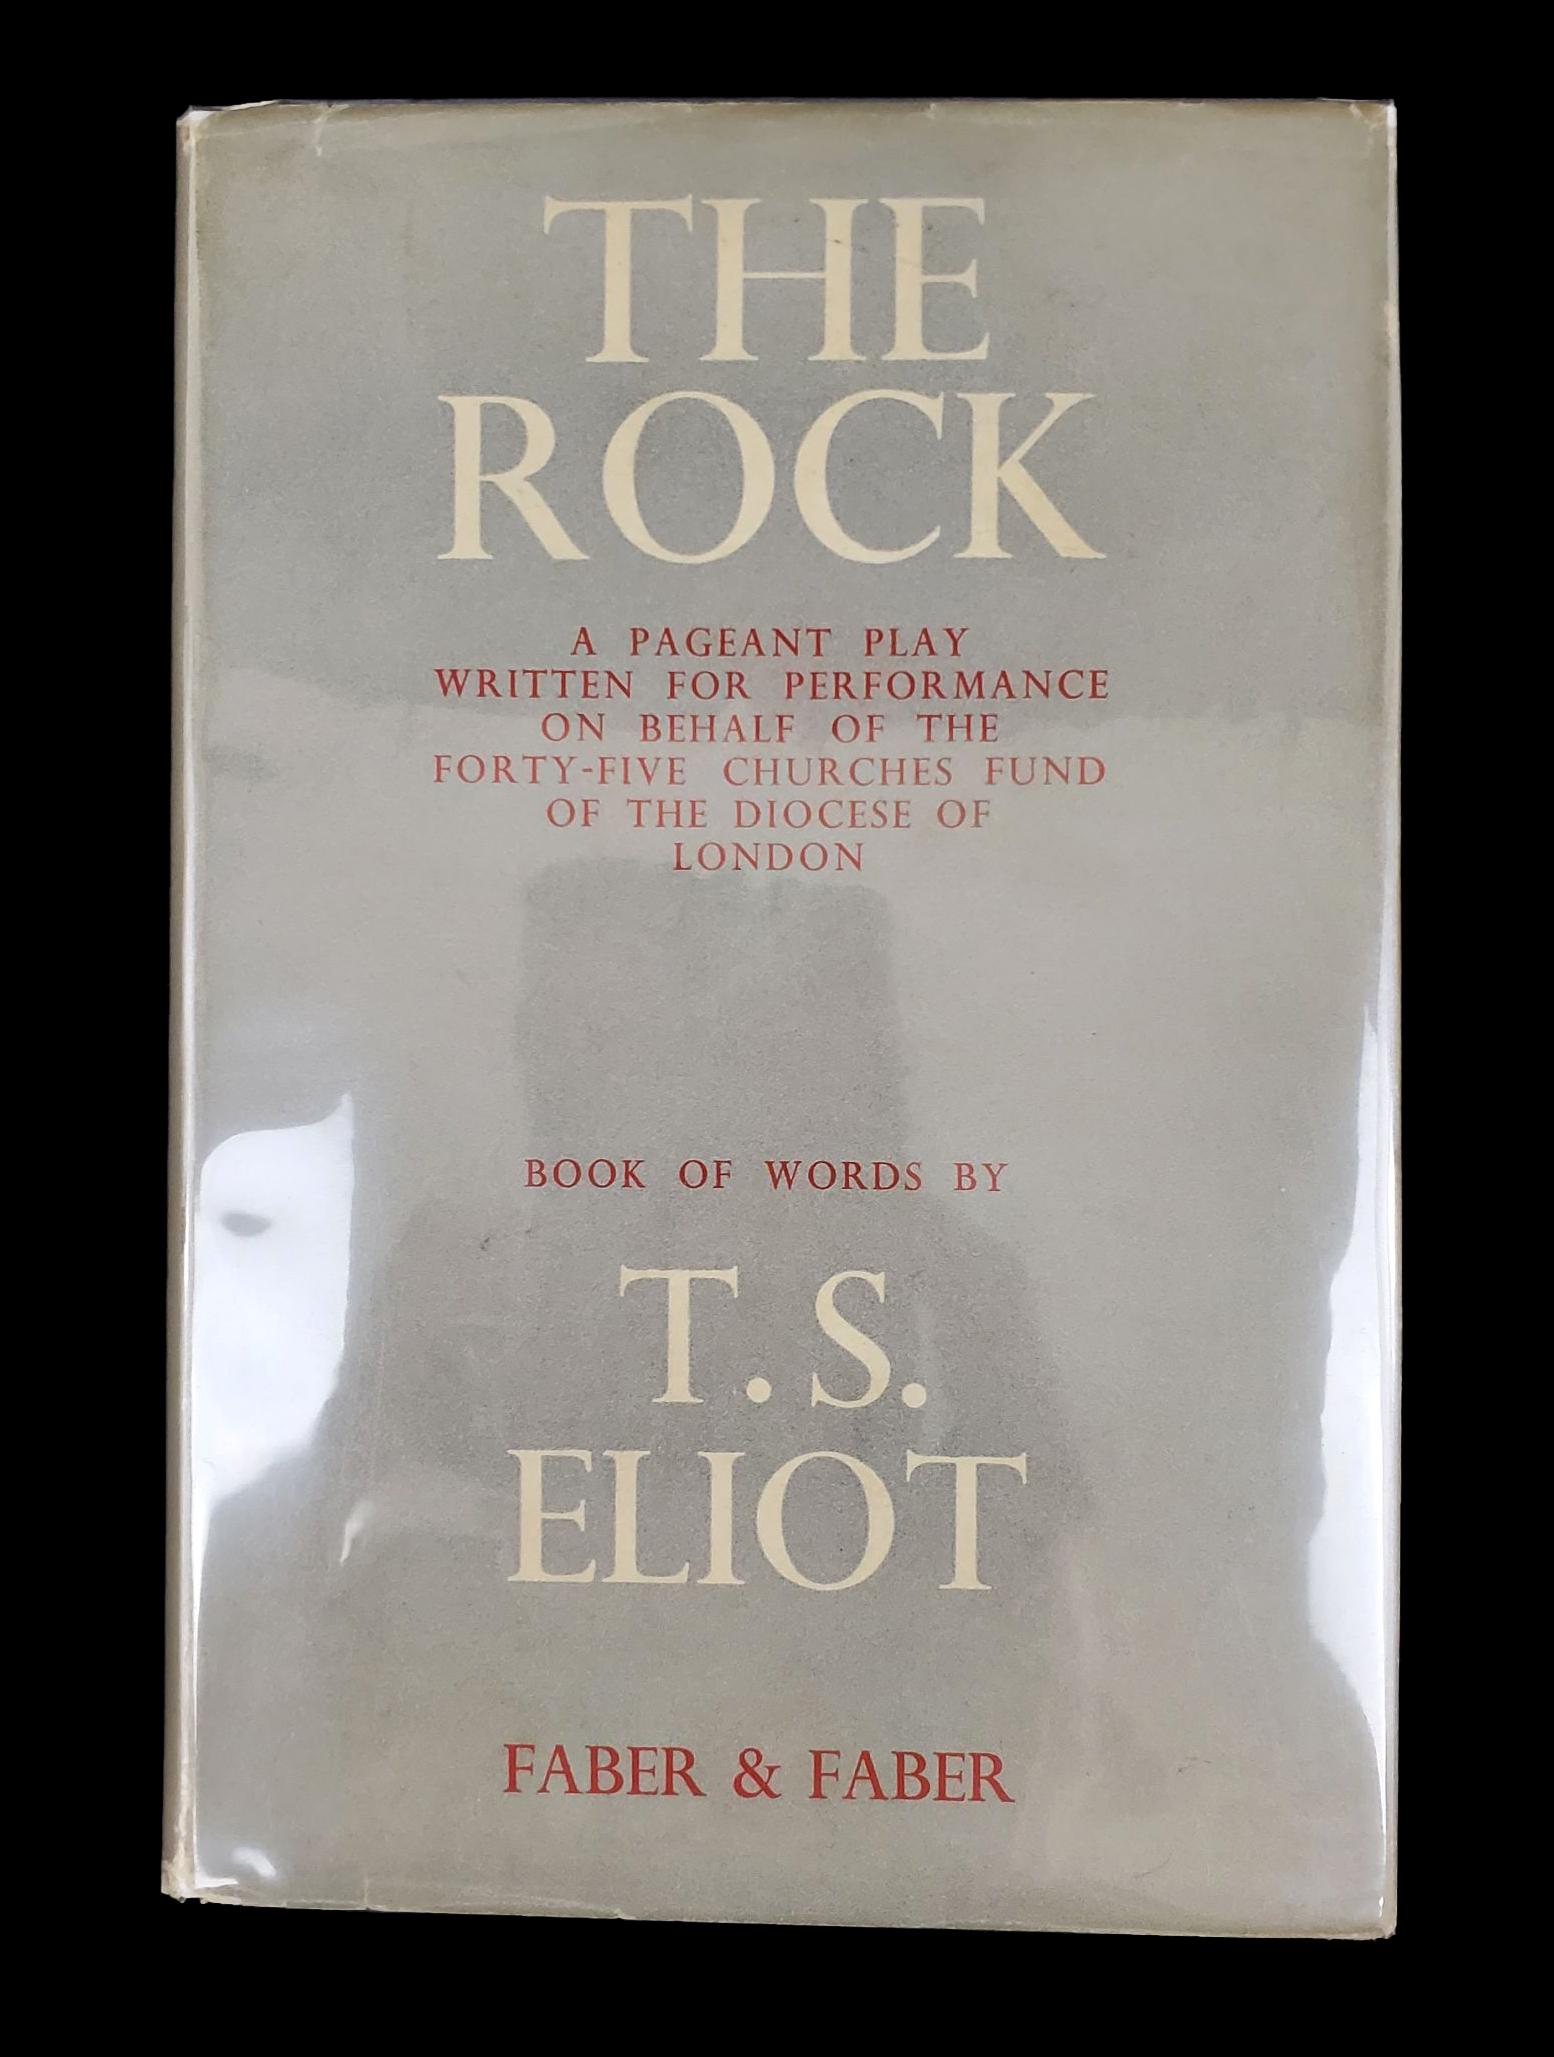 THE
ROCK
A PAGEANT PLAY
WRITTEN FOR PERFORMANCE
ON BEHALF OF THE
FORTY-FIVE CHURCHES FUND
OF THE DIOCESE OF
LONDON
BOOK OF WORDS BY
T. S.
ELIOT
FABER & FABER